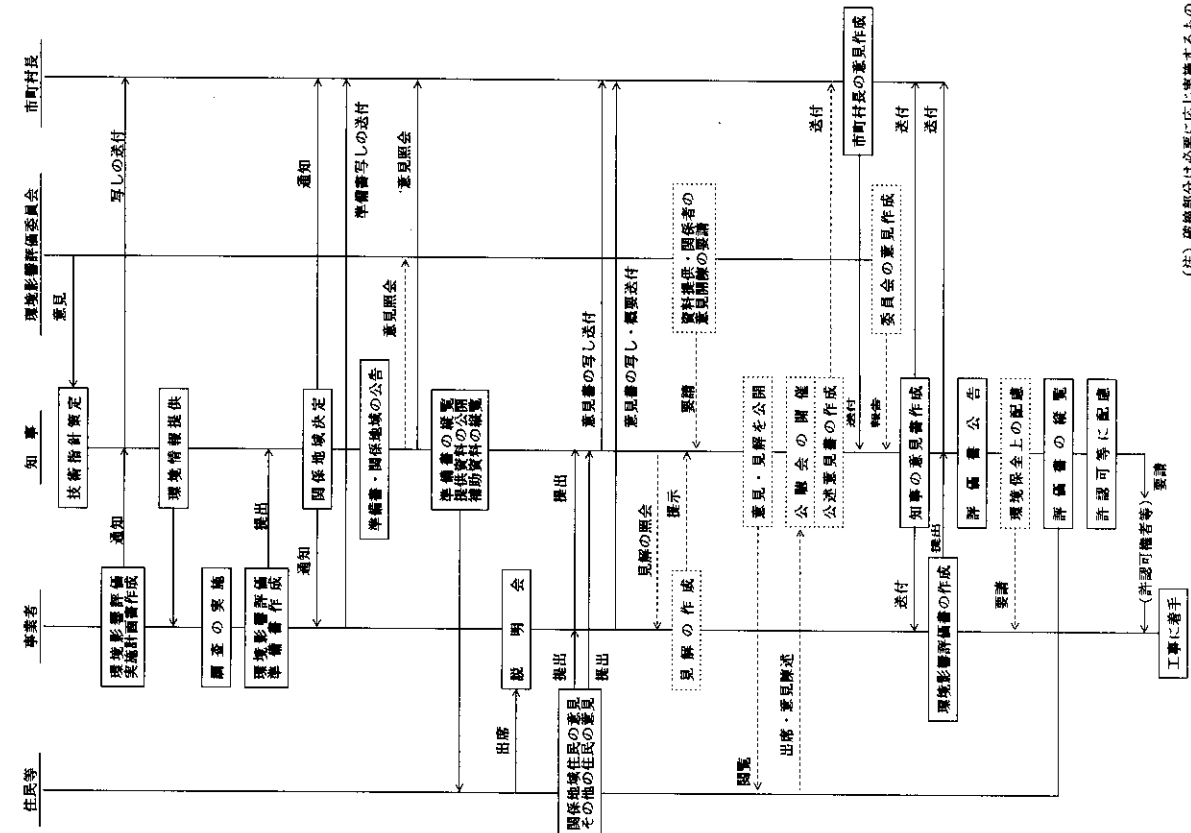 住民等
事業者
知事
環境影響評価委員会
市町村長
意見
技術指針策定
環境影響評価
実施計画書作成
通知
写しの送付
環境情報提供
調査の実施
環境影響評価
準備書作成
提出
関係地域決定
通知
通知
準備書写しの送付
準備書・関係地域の公告
意見照会
意見照会
準備書の縦覧
提供資料の公開
補助資料の縦覧
出席
説明会
関係地域住民の意見
その他の住民の意見
提出
提出
提出
意見書の写し送付
意見書の写し・概要送付
見解の照会
見解の作成
提示
要請
資料提供・関係者の
意見開陳の要請
閲覧
意見・見解を公開
出席・意見陳述
公聴会の開催
公述意見書の作成
送付
市町村長の意見作成
送付
委員会の意見作成
報告
知事の意見書作成
送付
送付
送付
環境影響評価書の作成
提出
評価書公告
環境保全上の配慮
要請
評価書の縦覧
許認可等に配慮
(許認可権者等)
要請
工事に着手
(注) 破線部分は必要に応じ実施するもの